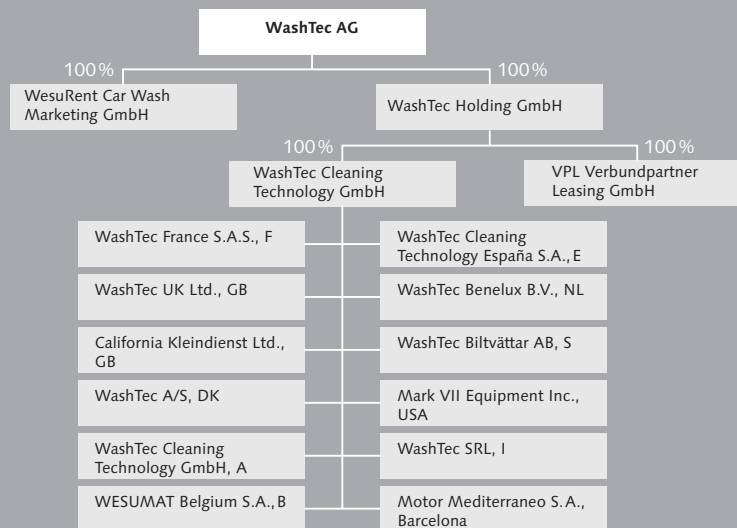 WashTec AG
100%
100%
WesuRent Car Wash
Marketing GmbH
WashTec Holding GmbH
100%
100%
WashTec Cleaning
Technology GmbH
VPL Verbundpartner
Leasing GmbH
WashTec France S.A.S., F
WashTec Cleaning
Technology España S.A., E
WashTec UK Ltd., GB
WashTec Benelux B.V., NL
California Kleindienst Ltd.,
GB
WashTec Biltvättar AB, S
WashTec A/S, DK
Mark VII Equipment Inc.,
USA
WashTec Cleaning
Technology GmbH, A
WashTec SRL, I
WESUMAT Belgium S.A., B
Motor Mediterraneo S.A.,
Barcelona